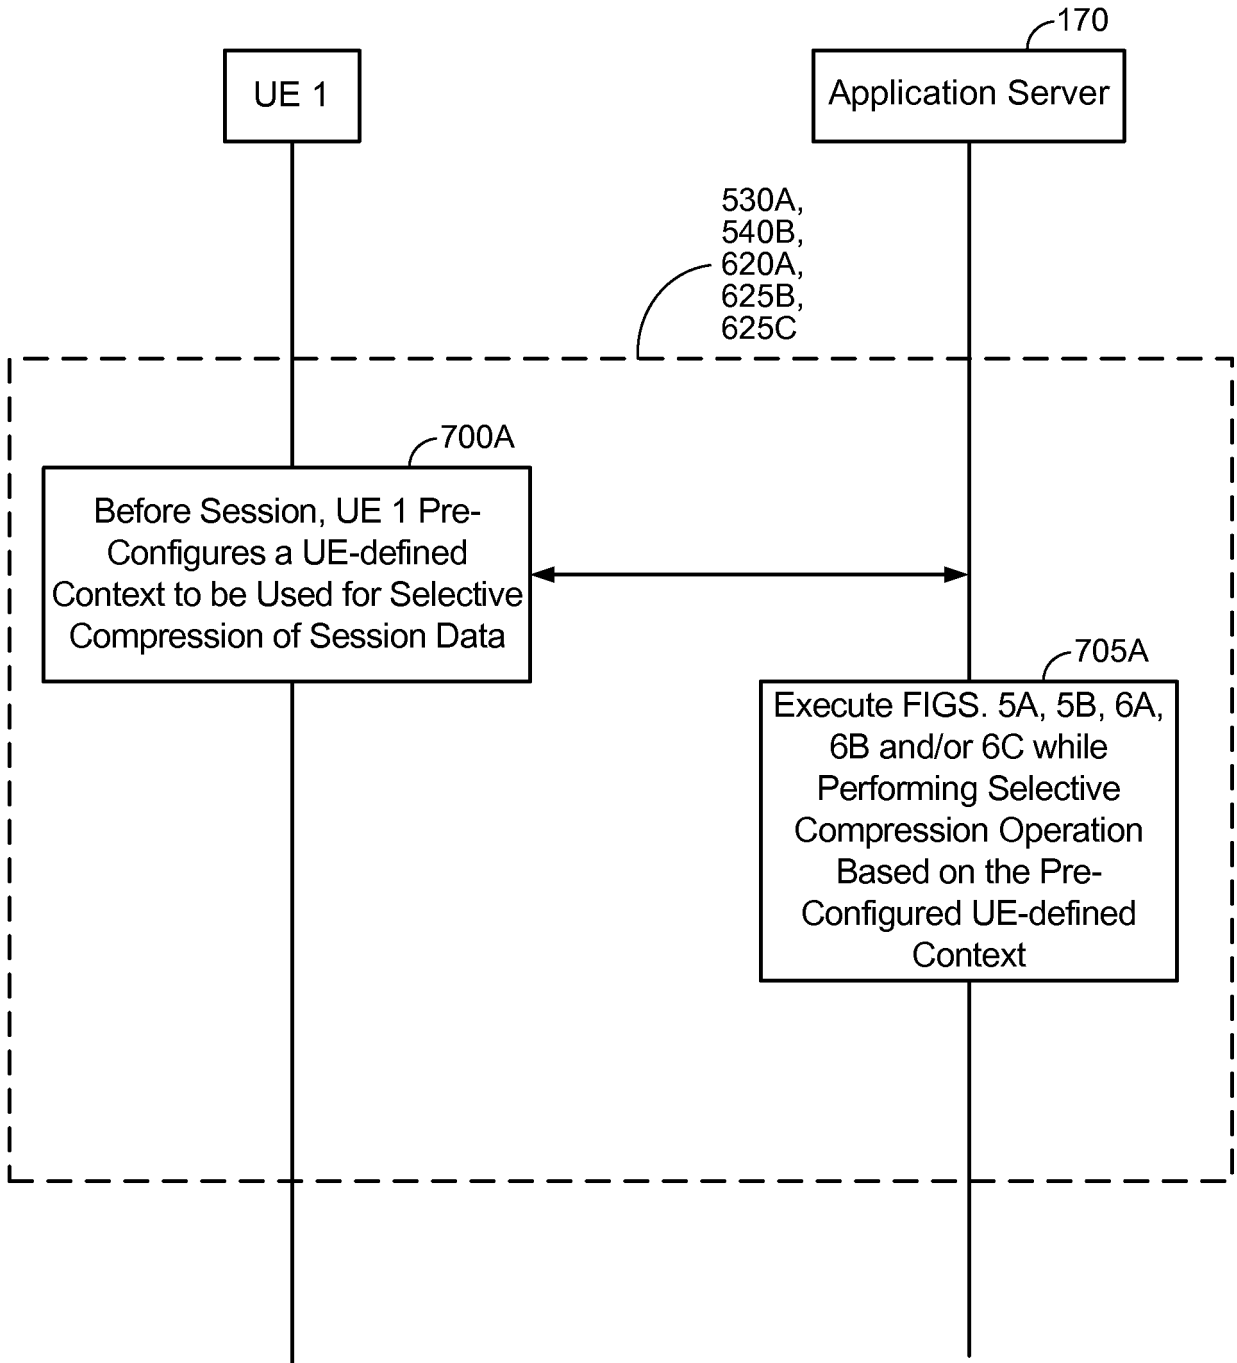 170
UE 1
Application Server
530A,
540B,
620A,
625B,
625C
700A
Before Session, UE 1 Pre-
Configures a UE-defined
Context to be Used for Selective
Compression of Session Data
705A
Execute FIGS. 5A, 5B, 6A,
6B and/or 6C while
Performing Selective
Compression Operation
Based on the Pre-
Configured UE-defined
Context